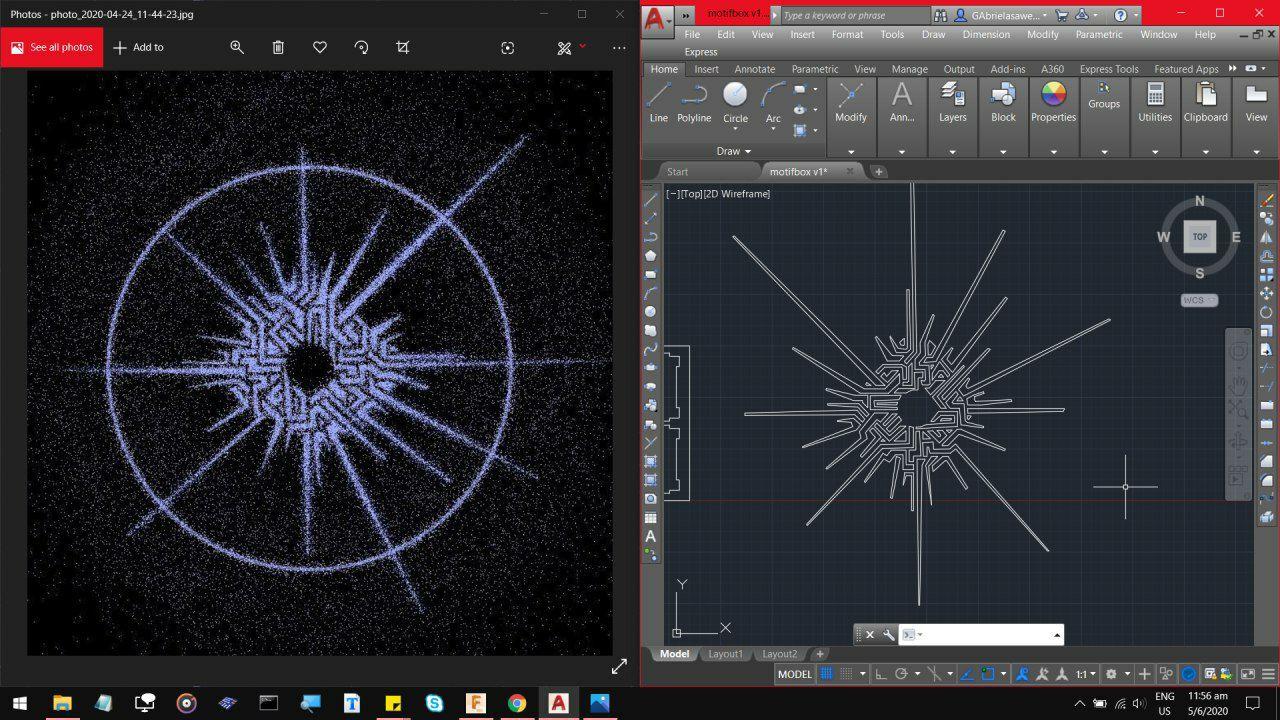 Photos - photo_2020-04-24_11-44-23.jpg
See all photos
Add to
A
motifbox v1...
Type a keyword or phrase
GAbrielasawe...
File Edit View Insert Format Tools Draw Dimension Modify Parametric Window Help
Express
Home Insert Annotate Parametric View Manage Output Add-ins A360 Express Tools Featured Apps
Line Polyline Circle Arc Modify Ann... Layers Block Properties Groups Utilities Clipboard View
Draw
Start motifbox v1*
[−][Top][2D Wireframe]
N
W TOP E
S
WCS
A
Y
X
Model Layout1 Layout2
MODEL 1:1
ENG 11:56 am
US 5/6/2020